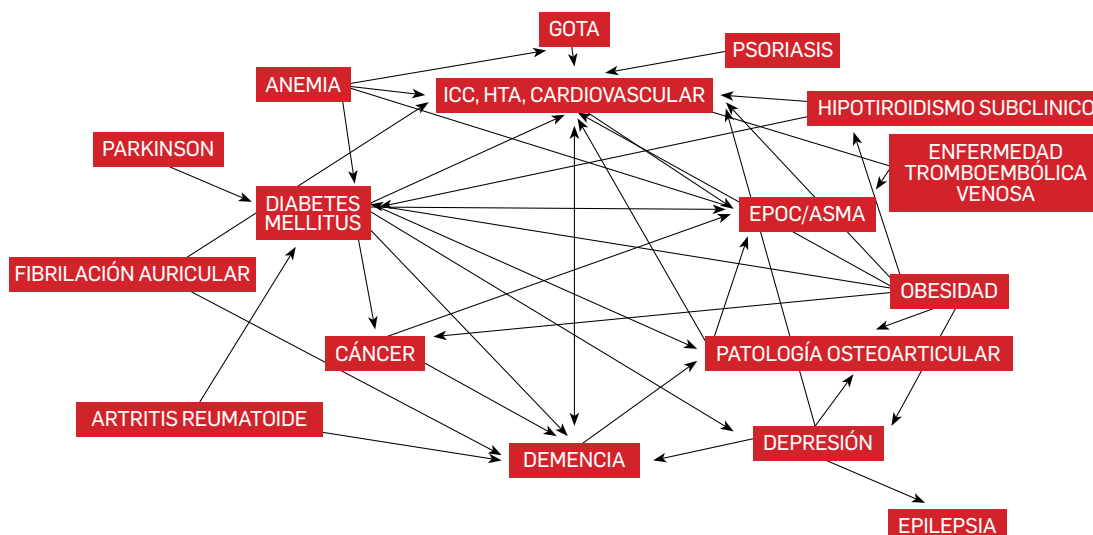 GOTA
PSORIASIS
ANEMIA
ICC, HTA, CARDIOVASCULAR
HIPOTIROIDISMO SUBCLINICO
PARKINSON
ENFERMEDAD
TROMBOEMBÓLICA
VENOSA
DIABETES
MELLITUS
EPOC/ASMA
FIBRILACIÓN AURICULAR
OBESIDAD
CÁNCER
PATOLOGÍA OSTEOARTICULAR
ARTRITIS REUMATOIDE
DEPRESIÓN
DEMENCIA
EPILEPSIA